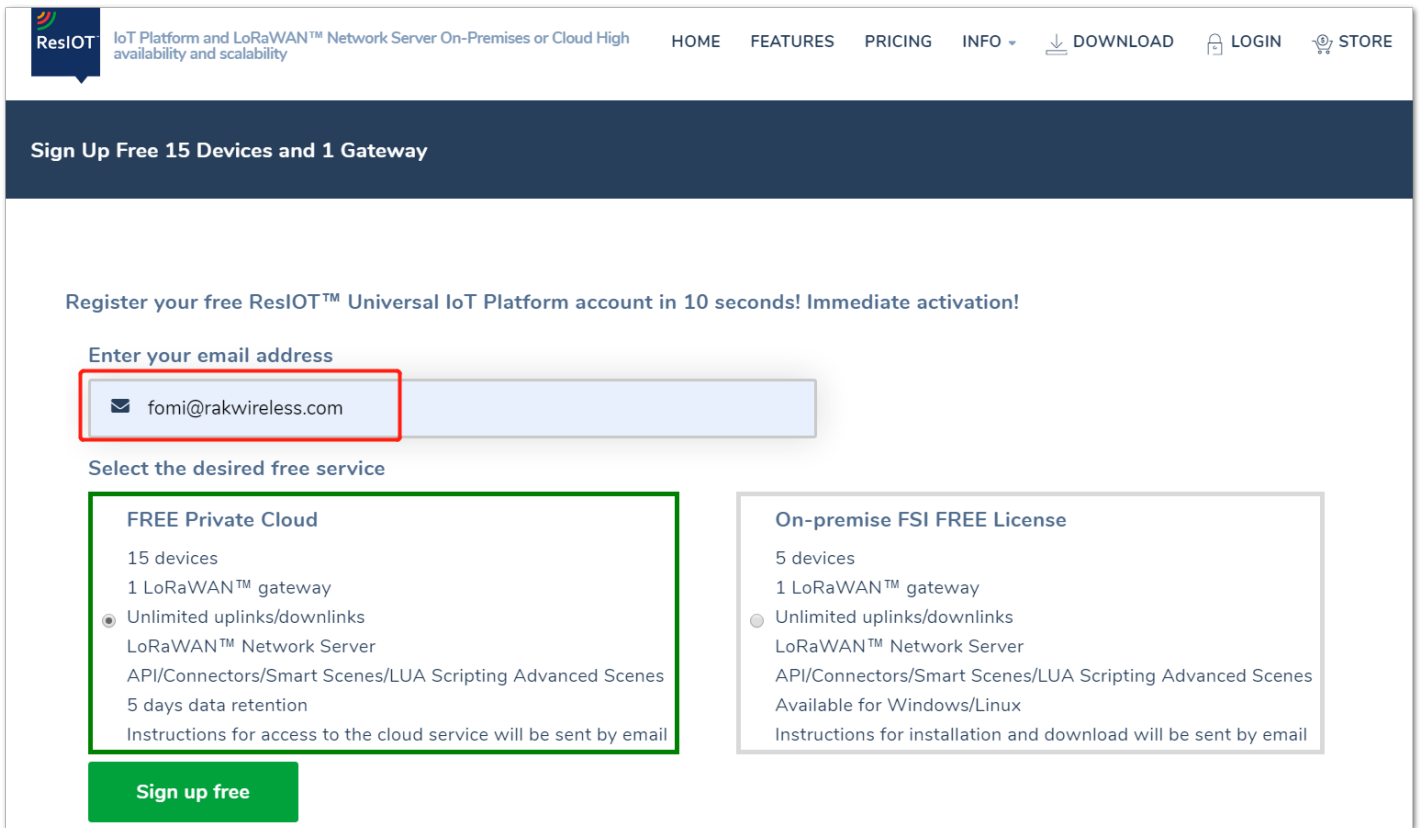 ResIOT
IoT Platform and LoRaWAN™ Network Server On-Premises or Cloud High
availability and scalability
HOME FEATURES PRICING INFO DOWNLOAD LOGIN STORE
Sign Up Free 15 Devices and 1 Gateway
Register your free ResIOT™ Universal IoT Platform account in 10 seconds! Immediate activation!
Enter your email address
fomi@rakwireless.com
Select the desired free service
FREE Private Cloud
15 devices
1 LoRaWAN™ gateway
Unlimited uplinks/downlinks
LoRaWAN™ Network Server
API/Connectors/Smart Scenes/LUA Scripting Advanced Scenes
5 days data retention
Instructions for access to the cloud service will be sent by email
On-premise FSI FREE License
5 devices
1 LoRaWAN™ gateway
Unlimited uplinks/downlinks
LoRaWAN™ Network Server
API/Connectors/Smart Scenes/LUA Scripting Advanced Scenes
Available for Windows/Linux
Instructions for installation and download will be sent by email
Sign up free